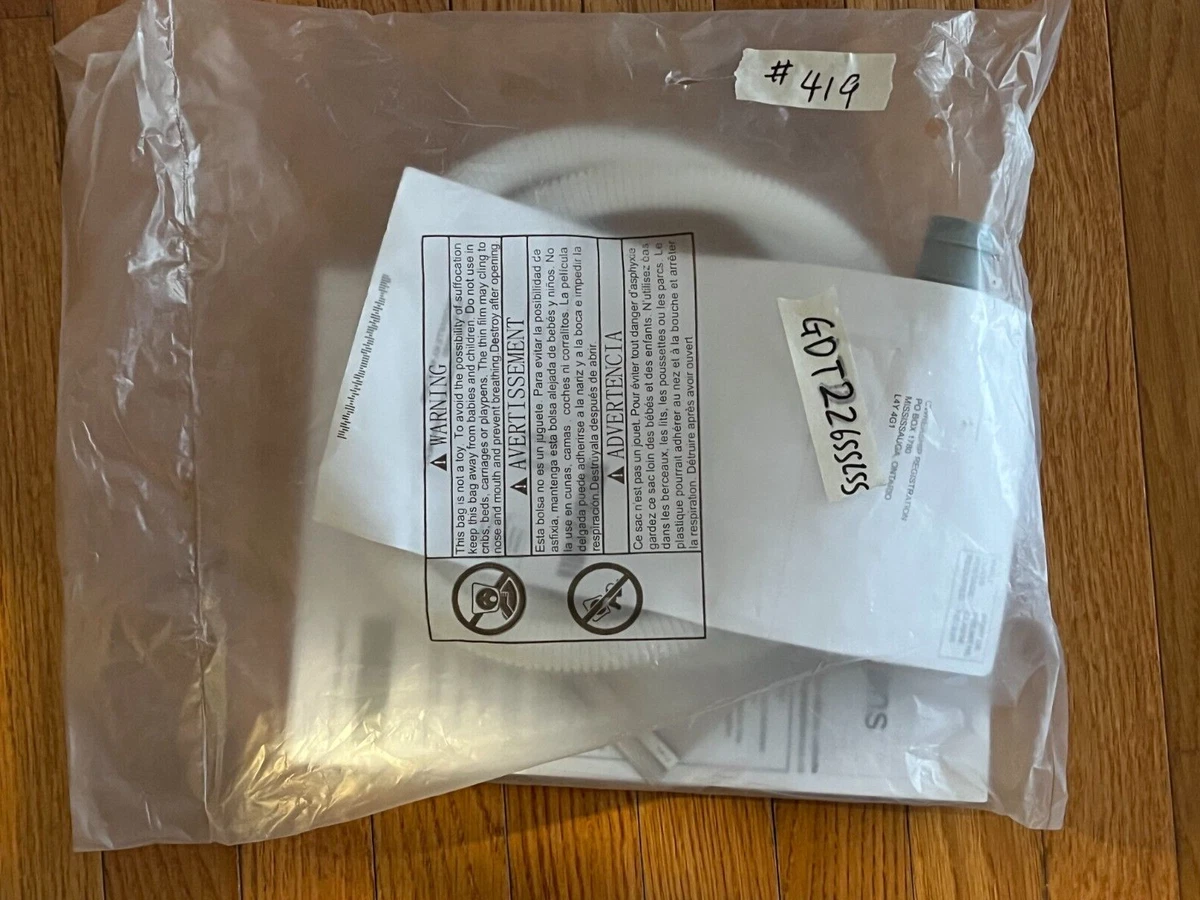 # 419
⚠ WARNING
This bag is not a toy. To avoid the possibility of suffocation
keep this bag away from babies and children. Do not use in
cribs, beds, carriages or playpens. The thin film may cling to
nose and mouth and prevent breathing.Destroy after opening
⚠ AVERTISSEMENT
Esta bolsa no es un juguete. Para evitar la posibilidad de
asfixia, mantenga esta bolsa alejada de bebés y niños. No
la use en cunas, camas coches ni corralitos. La película
delgada puede adherirse a la nariz y a la boca e impedir la
respiración.Destruyala después de abrir.
⚠ ADVERTENCIA
Ce sac n'est pas un jouet. Pour éviter tout danger d'asphyxie
gardez ce sac loin des bébés et des enfants. N'utilisez pas
dans les berceaux, les lits, les poussettes ou les parcs. Le
plastique pourrait adhérer au nez et à la bouche et arrêter
la respiration. Détruire après avoir ouvert
GDT226SSLSS
REGISTRATION
PO BOX 1780
MISSISSAUGA, ONTARIO
L4Y 4G1